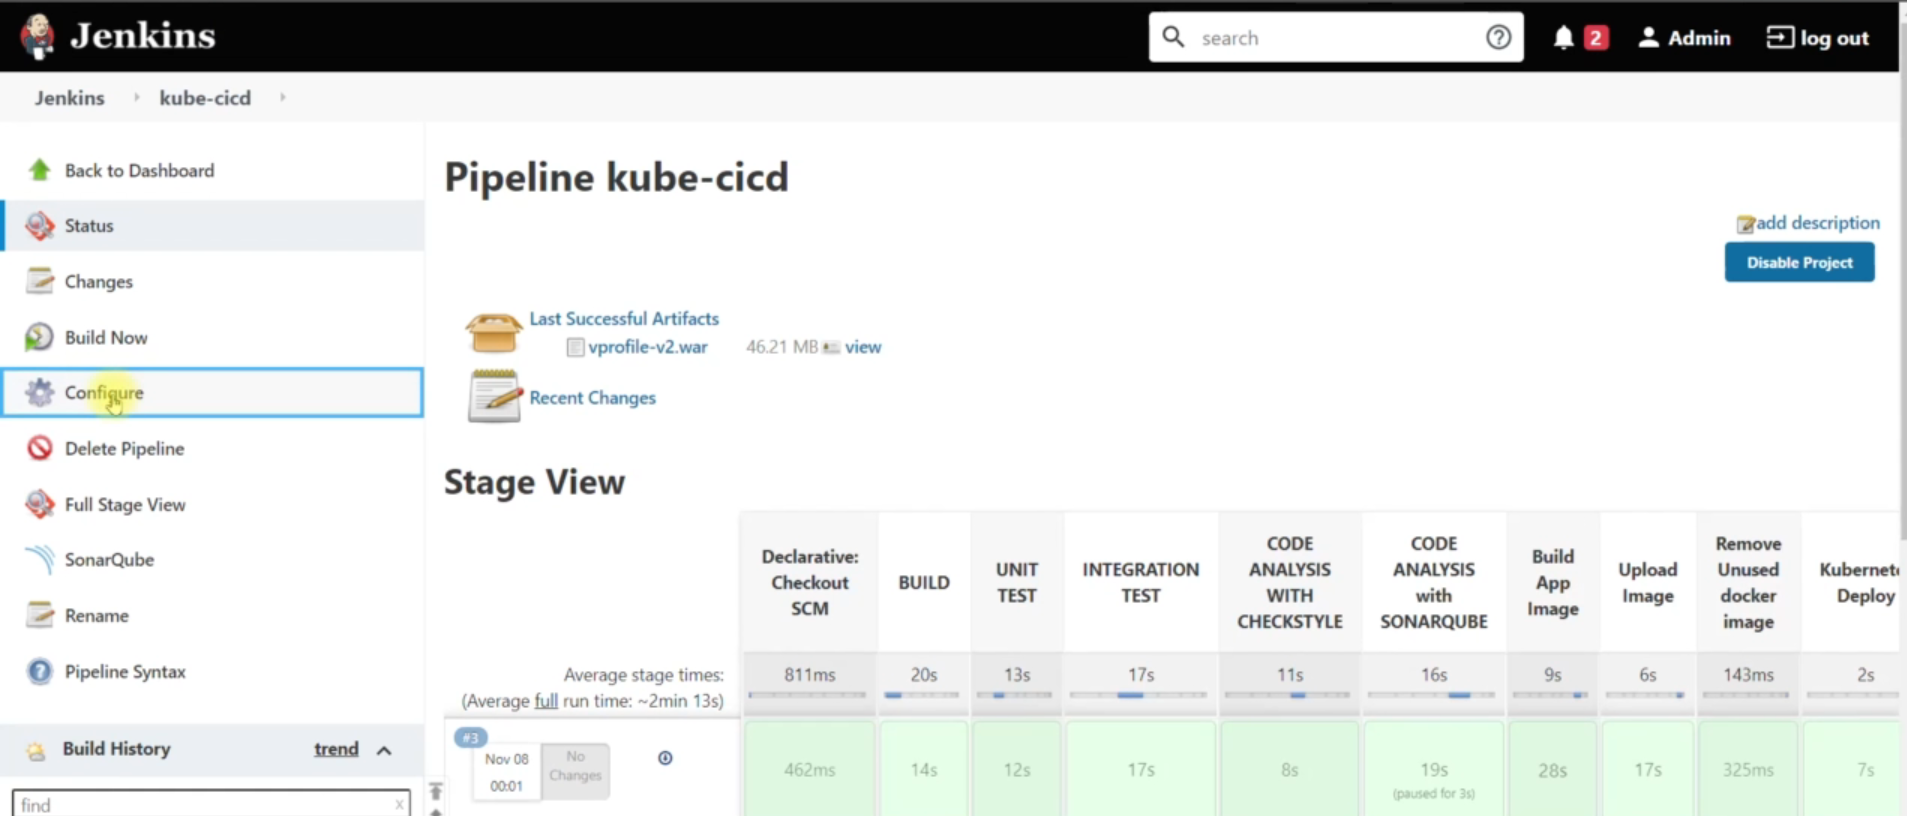 Jenkins
search
2
Admin
log out
Jenkins
kube-cicd
Back to Dashboard
Status
Changes
Build Now
Configure
Delete Pipeline
Full Stage View
SonarQube
Rename
Pipeline Syntax
Build History
trend
find
x
Pipeline kube-cicd
add description
Disable Project
Last Successful Artifacts
vprofile-v2.war 46.21 MB view
Recent Changes
Stage View
Declarative:
Checkout
SCM
BUILD
UNIT
TEST
INTEGRATION
TEST
CODE
ANALYSIS
WITH
CHECKSTYLE
CODE
ANALYSIS
with
SONARQUBE
Build
App
Image
Upload
Image
Remove
Unused
docker
image
Kubernet
Deploy
Average stage times:
(Average full run time: ~2min 13s)
811ms 20s 13s 17s 11s 16s 9s 6s 143ms 2s
#3
Nov 08
00:01
No
Changes
462ms 14s 12s 17s 8s 19s 28s 17s 325ms 7s
(paused for 3s)